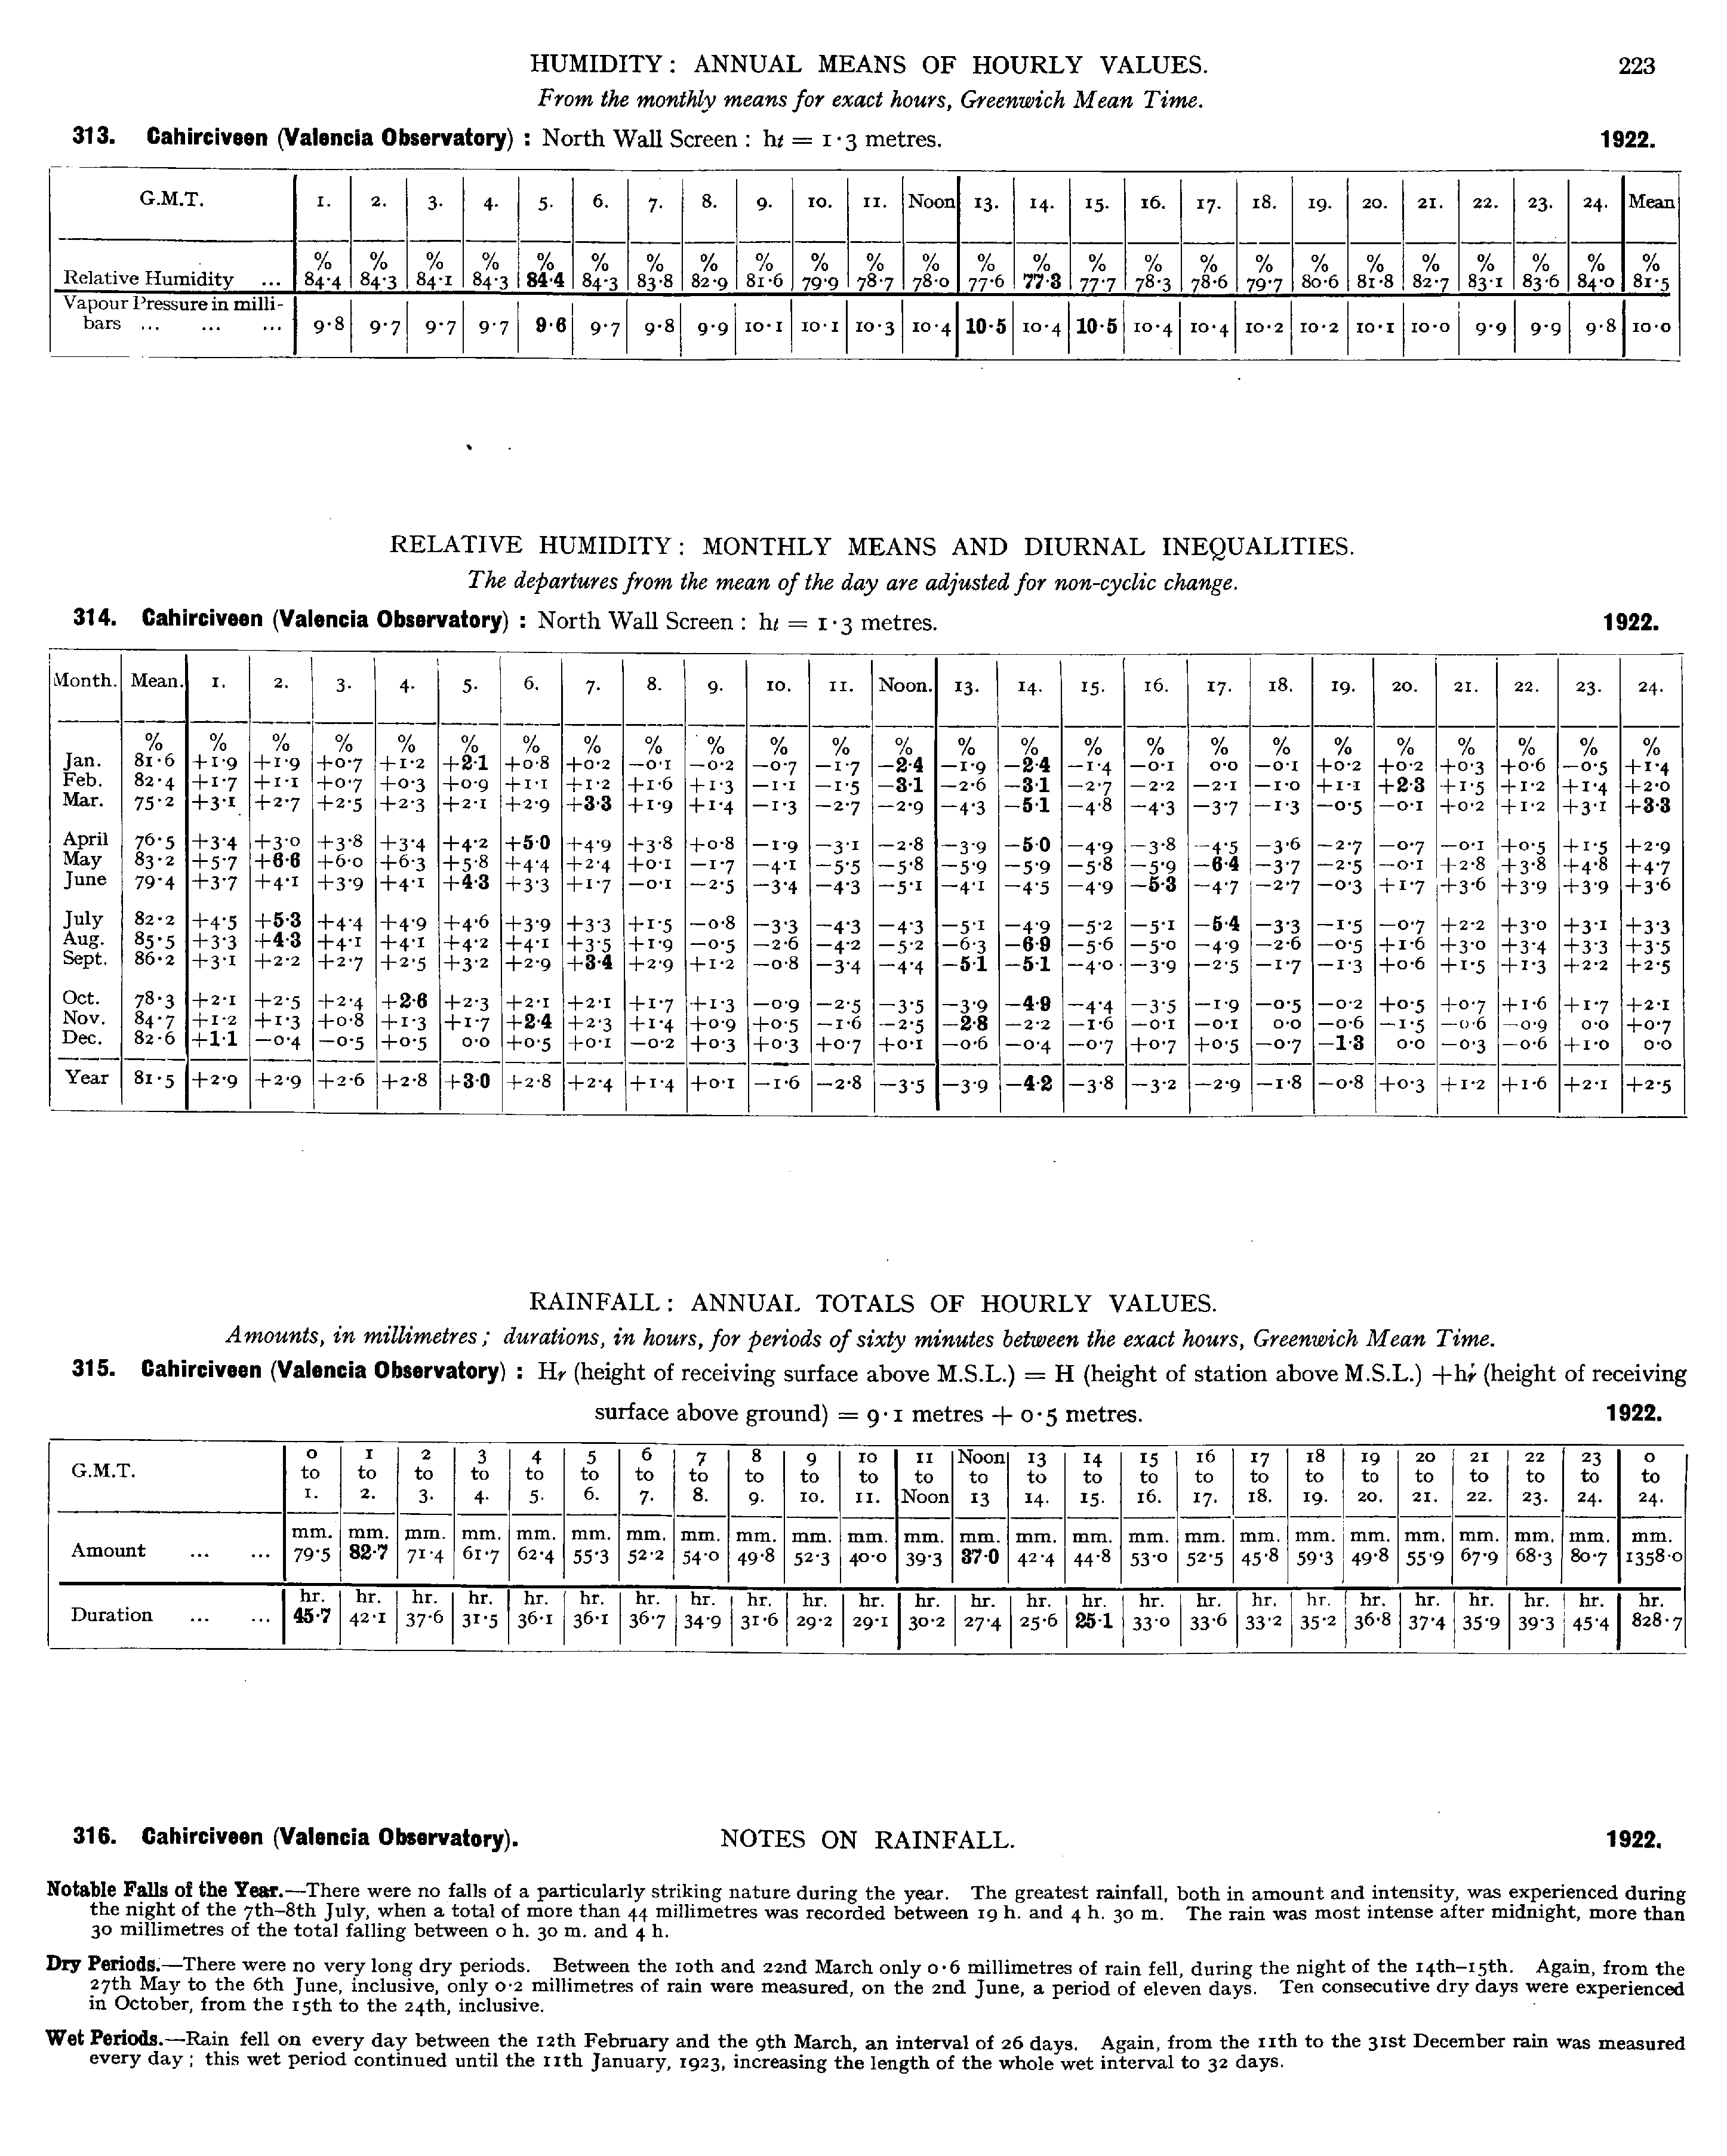 HUMIDITY : ANNUAL MEANS OF HOURLY VALUES. 223
From the monthly means for exact hours, Greenwich Mean Time.
313. Cahirciveen (Valencia Observatory) : North Wall Screen : ht = 1·3 metres. 1922.
G.M.T. 1. 2. 3. 4. 5. 6. 7. 8. 9. 10. 11. Noon 13. 14. 15. 16. 17. 18. 19. 20. 21. 22. 23. 24. Mean
% % % % % % % % % % % % % % % % % % % % % % % % %
Relative Humidity ... 84·4 84·3 84·1 84·3 84·4 84·3 83·8 82·9 81·6 79·9 78·7 78·0 77·6 77·3 77·7 78·3 78·6 79·7 80·6 81·8 82·7 83·1 83·6 84·0 81·5
Vapour Pressure in milli-
bars ... ... ... 9·8 9·7 9·7 9·7 9·6 9·7 9·8 9·9 10·1 10·1 10·3 10·4 10·5 10·4 10·5 10·4 10·4 10·2 10·2 10·1 10·0 9·9 9·9 9·8 10·0
RELATIVE HUMIDITY : MONTHLY MEANS AND DIURNAL INEQUALITIES.
The departures from the mean of the day are adjusted for non-cyclic change.
314. Cahirciveen (Valencia Observatory) : North Wall Screen : ht = 1·3 metres. 1922.
Month. Mean. 1. 2. 3. 4. 5. 6. 7. 8. 9. 10. 11. Noon. 13. 14. 15. 16. 17. 18. 19. 20. 21. 22. 23. 24.
% % % % % % % % % % % % % % % % % % % % % % % % %
Jan. 81·6 +1·9 +1·9 +0·7 +1·2 +2·1 +0·8 +0·2 −0·1 −0·2 −0·7 −1·7 −2·4 −1·9 −2·4 −1·4 −0·1 0·0 −0·1 +0·2 +0·2 +0·3 +0·6 −0·5 +1·4
Feb. 82·4 +1·7 +1·1 +0·7 +0·3 +0·9 +1·1 +1·2 +1·6 +1·3 −1·1 −1·5 −3·1 −2·6 −3·1 −2·7 −2·2 −2·1 −1·0 +1·1 +2·3 +1·5 +1·2 +1·4 +2·0
Mar. 75·2 +3·1 +2·7 +2·5 +2·3 +2·1 +2·9 +3·3 +1·9 +1·4 −1·3 −2·7 −2·9 −4·3 −5·1 −4·8 −4·3 −3·7 −1·3 −0·5 −0·1 +0·2 +1·2 +3·1 +3·3
April 76·5 +3·4 +3·0 +3·8 +3·4 +4·2 +5·0 +4·9 +3·8 +0·8 −1·9 −3·1 −2·8 −3·9 −5·0 −4·9 −3·8 −4·5 −3·6 −2·7 −0·7 −0·1 +0·5 +1·5 +2·9
May 83·2 +5·7 +6·6 +6·0 +6·3 +5·8 +4·4 +2·4 +0·1 −1·7 −4·1 −5·5 −5·8 −5·9 −5·9 −5·8 −5·9 −6·4 −3·7 −2·5 −0·1 +2·8 +3·8 +4·8 +4·7
June 79·4 +3·7 +4·1 +3·9 +4·1 +4·3 +3·3 +1·7 −0·1 −2·5 −3·4 −4·3 −5·1 −4·1 −4·5 −4·9 −5·3 −4·7 −2·7 −0·3 +1·7 +3·6 +3·9 +3·9 +3·6
July 82·2 +4·5 +5·3 +4·4 +4·9 +4·6 +3·9 +3·3 +1·5 −0·8 −3·3 −4·3 −4·3 −5·1 −4·9 −5·2 −5·1 −5·4 −3·3 −1·5 −0·7 +2·2 +3·0 +3·1 +3·3
Aug. 85·5 +3·3 +4·3 +4·1 +4·1 +4·2 +4·1 +3·5 +1·9 −0·5 −2·6 −4·2 −5·2 −6·3 −6·9 −5·6 −5·0 −4·9 −2·6 −0·5 +1·6 +3·0 +3·4 +3·3 +3·5
Sept. 86·2 +3·1 +2·2 +2·7 +2·5 +3·2 +2·9 +3·4 +2·9 +1·2 −0·8 −3·4 −4·4 −5·1 −5·1 −4·0 −3·9 −2·5 −1·7 −1·3 +0·6 +1·5 +1·3 +2·2 +2·5
Oct. 78·3 +2·1 +2·5 +2·4 +2·6 +2·3 +2·1 +2·1 +1·7 +1·3 −0·9 −2·5 −3·5 −3·9 −4·9 −4·4 −3·5 −1·9 −0·5 −0·2 +0·5 +0·7 +1·6 +1·7 +2·1
Nov. 84·7 +1·2 +1·3 +0·8 +1·3 +1·7 +2·4 +2·3 +1·4 +0·9 +0·5 −1·6 −2·5 −2·8 −2·2 −1·6 −0·1 −0·1 0·0 −0·6 −1·5 −0·6 −0·9 0·0 +0·7
Dec. 82·6 +1·1 −0·4 −0·5 +0·5 0·0 +0·5 +0·1 −0·2 +0·3 +0·3 +0·7 +0·1 −0·6 −0·4 −0·7 +0·7 +0·5 −0·7 −1·3 0·0 −0·3 −0·6 +1·0 0·0
Year 81·5 +2·9 +2·9 +2·6 +2·8 +3·0 +2·8 +2·4 +1·4 +0·1 −1·6 −2·8 −3·5 −3·9 −4·2 −3·8 −3·2 −2·9 −1·8 −0·8 +0·3 +1·2 +1·6 +2·1 +2·5
RAINFALL : ANNUAL TOTALS OF HOURLY VALUES.
Amounts, in millimetres ; durations, in hours, for periods of sixty minutes between the exact hours, Greenwich Mean Time.
315. Cahirciveen (Valencia Observatory) : Hr (height of receiving surface above M.S.L.) = H (height of station above M.S.L.) +hr (height of receiving
surface above ground) = 9·1 metres + 0·5 metres. 1922.
0 1 2 3 4 5 6 7 8 9 10 11 Noon 13 14 15 16 17 18 19 20 21 22 23 0
G.M.T. to to to to to to to to to to to to to to to to to to to to to to to to to
1. 2. 3. 4. 5. 6. 7. 8. 9. 10. 11. Noon 13 14. 15. 16. 17. 18. 19. 20. 21. 22. 23. 24. 24.
mm. mm. mm. mm. mm. mm. mm. mm. mm. mm. mm. mm. mm. mm. mm. mm. mm. mm. mm. mm. mm. mm. mm. mm. mm.
Amount ... ... 79·5 82·7 71·4 61·7 62·4 55·3 52·2 54·0 49·8 52·3 40·0 39·3 37·0 42·4 44·8 53·0 52·5 45·8 59·3 49·8 55·9 67·9 68·3 80·7 1358·0
hr. hr. hr. hr. hr. hr. hr. hr. hr. hr. hr. hr. hr. hr. hr. hr. hr. hr. hr. hr. hr. hr. hr. hr. hr.
Duration ... ... 45·7 42·1 37·6 31·5 36·1 36·1 36·7 34·9 31·6 29·2 29·1 30·2 27·4 25·6 25·1 33·0 33·6 33·2 35·2 36·8 37·4 35·9 39·3 45·4 828·7
316. Cahirciveen (Valencia Observatory). NOTES ON RAINFALL. 1922.
Notable Falls of the Year.—There were no falls of a particularly striking nature during the year. The greatest rainfall, both in amount and intensity, was experienced during
the night of the 7th–8th July, when a total of more than 44 millimetres was recorded between 19 h. and 4 h. 30 m. The rain was most intense after midnight, more than
30 millimetres of the total falling between 0 h. 30 m. and 4 h.
Dry Periods.—There were no very long dry periods. Between the 10th and 22nd March only 0·6 millimetres of rain fell, during the night of the 14th–15th. Again, from the
27th May to the 6th June, inclusive, only 0·2 millimetres of rain were measured, on the 2nd June, a period of eleven days. Ten consecutive dry days were experienced
in October, from the 15th to the 24th, inclusive.
Wet Periods.—Rain fell on every day between the 12th February and the 9th March, an interval of 26 days. Again, from the 11th to the 31st December rain was measured
every day ; this wet period continued until the 11th January, 1923, increasing the length of the whole wet interval to 32 days.